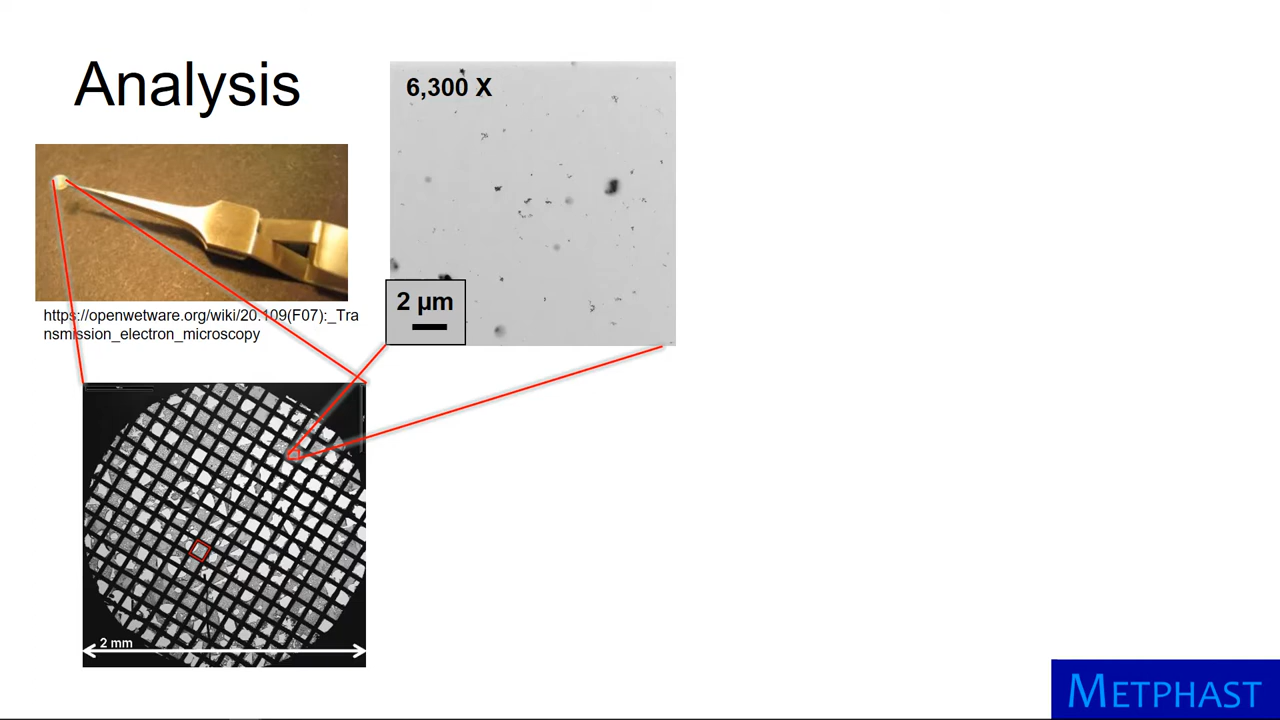 Analysis
6,300 X
2 µm
https://openwetware.org/wiki/20.109(F07):_Tra
nsmission_electron_microscopy
2 mm
METPHAST